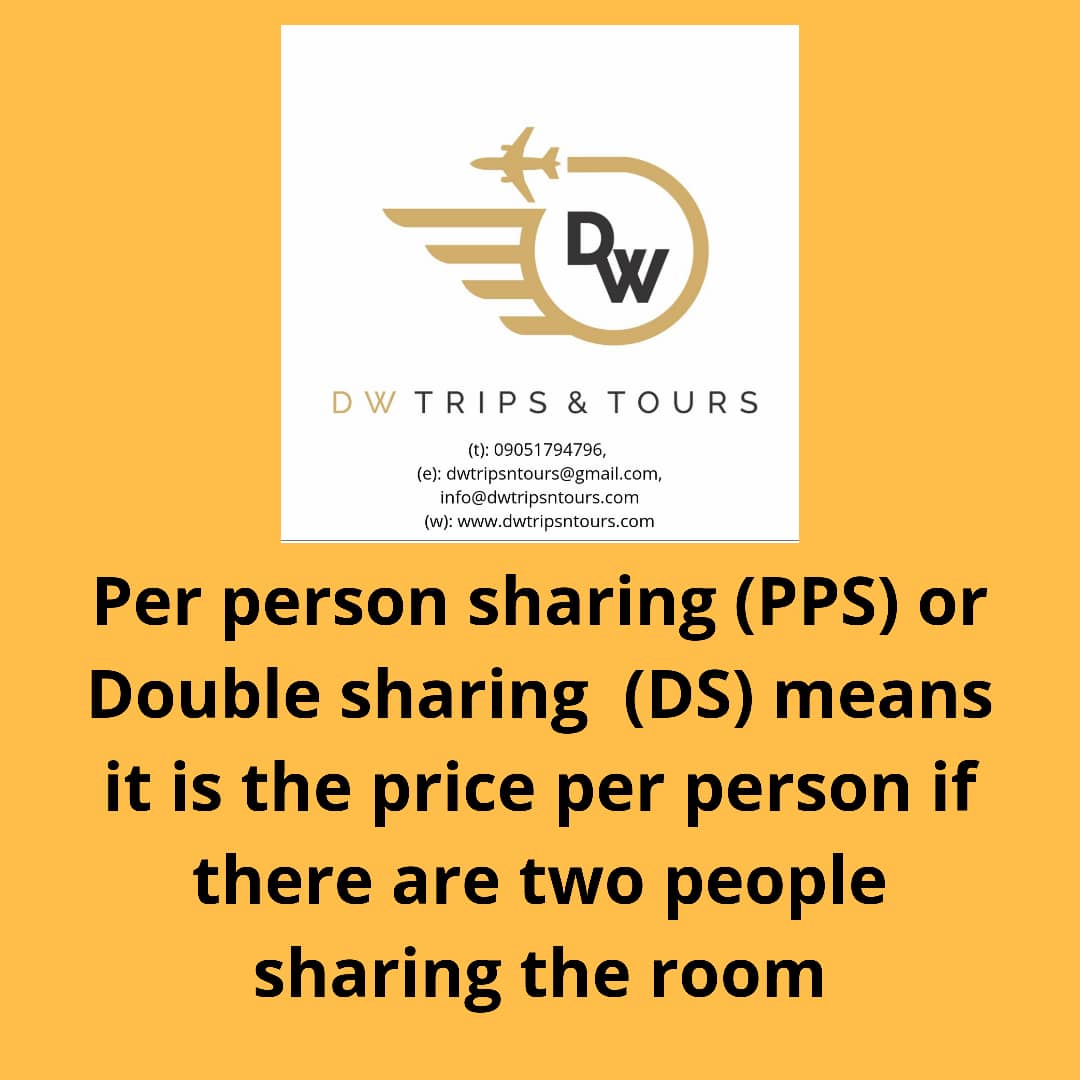 DW
DW TRIPS & TOURS
(t): 09051794796,
(e): dwtripsntours@gmail.com,
info@dwtripsntours.com
(w): www.dwtripsntours.com
Per person sharing (PPS) or
Double sharing  (DS) means
it is the price per person if
there are two people
sharing the room